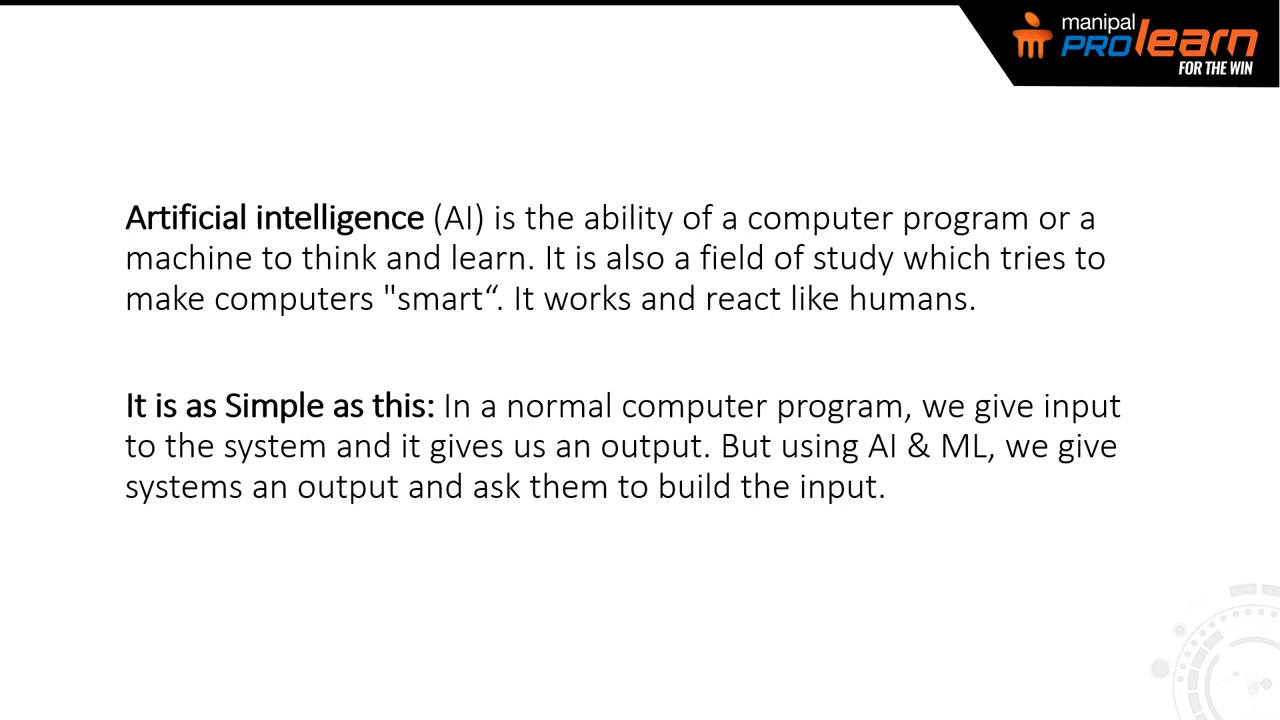 manipal
PROlearn
FOR THE WIN
Artificial intelligence (AI) is the ability of a computer program or a
machine to think and learn. It is also a field of study which tries to
make computers "smart“. It works and react like humans.
It is as Simple as this: In a normal computer program, we give input
to the system and it gives us an output. But using AI & ML, we give
systems an output and ask them to build the input.